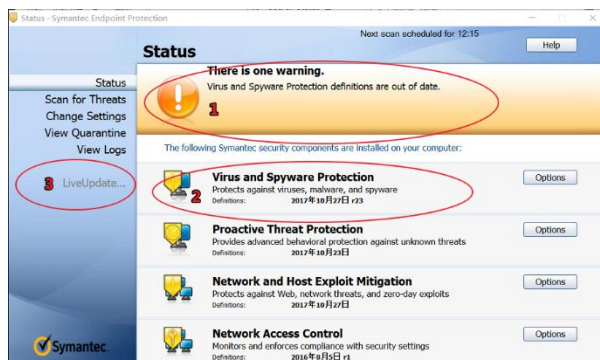 Status - Symantec Endpoint Protection
Next scan scheduled for 12:15
Status
Help
Status
Scan for Threats
Change Settings
View Quarantine
View Logs
3 LiveUpdate...
There is one warning.
Virus and Spyware Protection definitions are out of date.
1
The following Symantec security components are installed on your computer:
Virus and Spyware Protection
Options
Protects against viruses, malware, and spyware
2
Definitions: 2017年10月27日 r23
Proactive Threat Protection
Options
Provides advanced behavioral protection against unknown threats
Definitions: 2017年10月23日
Network and Host Exploit Mitigation
Options
Protects against Web, network threats, and zero-day exploits
Definitions: 2017年10月27日
Network Access Control
Options
Monitors and enforces compliance with security settings
Definitions: 2016年8月5日 r1
Symantec.